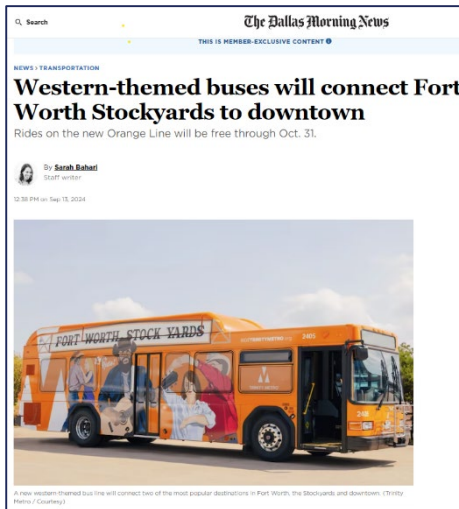 Search
The Dallas Morning News
THIS IS MEMBER-EXCLUSIVE CONTENT
NEWS > TRANSPORTATION
Western-themed buses will connect Fort
Worth Stockyards to downtown
Rides on the new Orange Line will be free through Oct. 31.
By Sarah Bahari
Staff writer
12:38 PM on Sep 13, 2024
FORT WORTH STOCK YARDS
A new western-themed bus line will connect two of the most popular destinations in Fort Worth, the Stockyards and downtown. (Trinity
Metro / Courtesy)